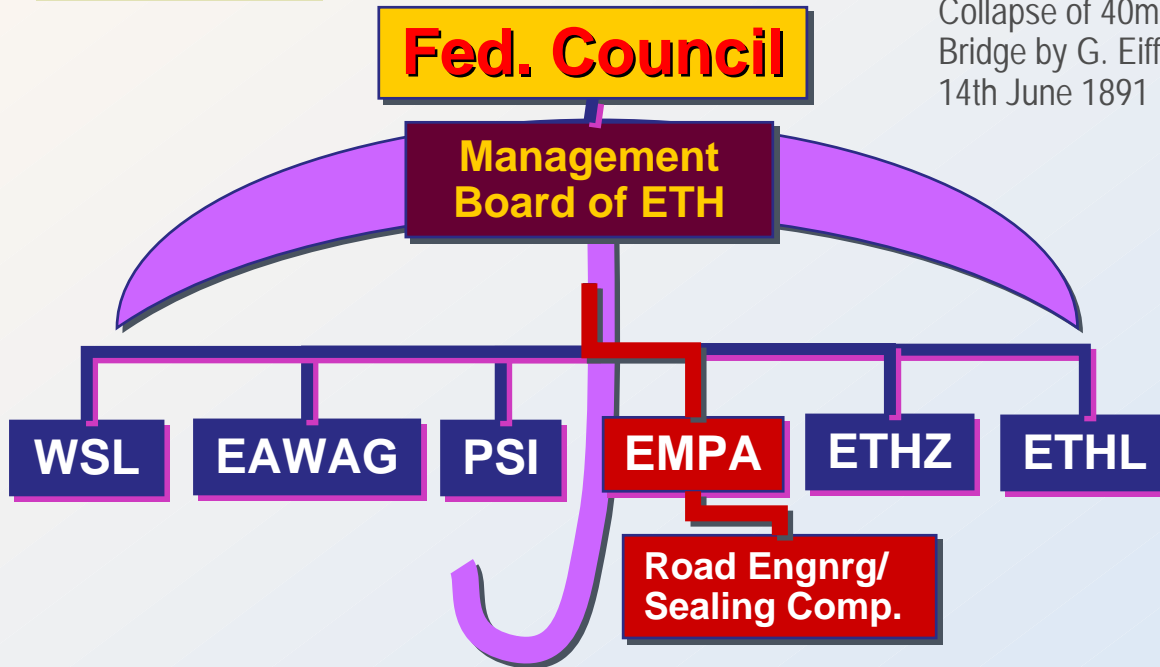 Fed. Council
Collapse of 40m
Bridge by G. Eiff
14th June 1891
Management
Board of ETH
WSL
EAWAG
PSI
EMPA
ETHZ
ETHL
Road Engnrg/
Sealing Comp.